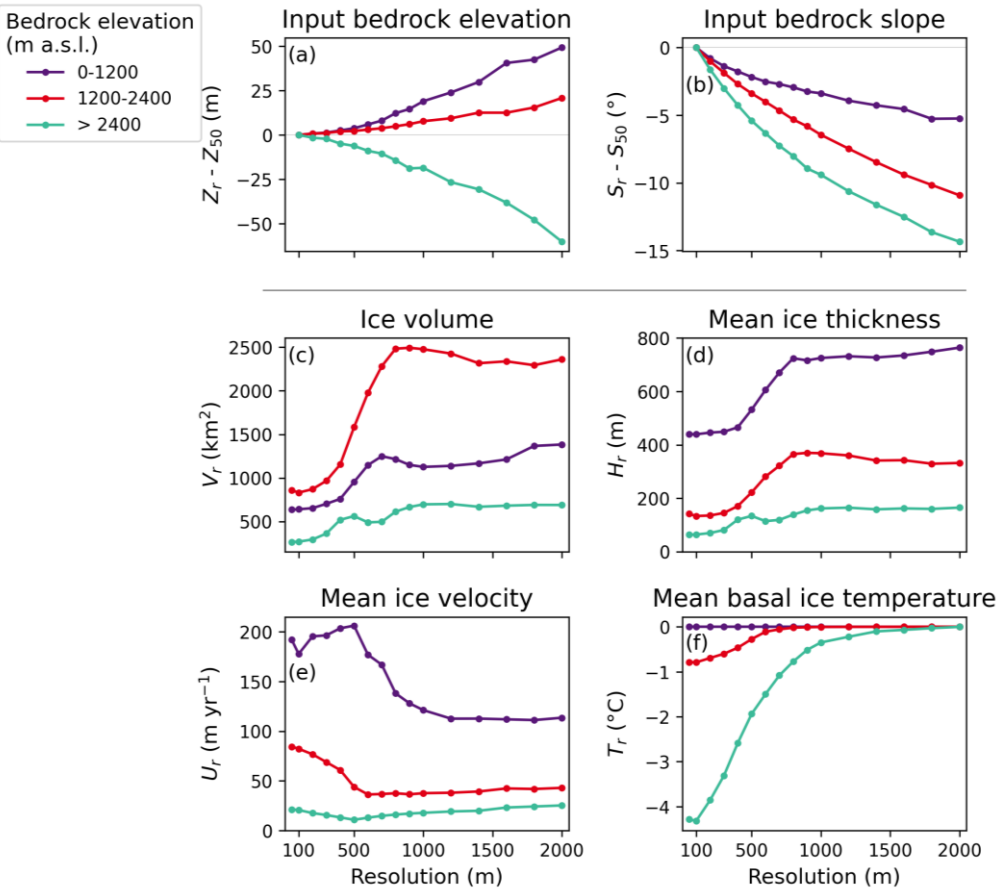 Bedrock elevation
(m a.s.l.)
0-1200
1200-2400
> 2400
Input bedrock elevation
(a)
Z_r - Z_50 (m)
50
25
0
−25
−50
Input bedrock slope
(b)
S_r - S_50 (°)
0
−5
−10
−15
Ice volume
(c)
V_r (km²)
2500
2000
1500
1000
500
Mean ice thickness
(d)
H_r (m)
800
600
400
200
0
Mean ice velocity
(e)
U_r (m yr⁻¹)
200
150
100
50
0
100 500 1000 1500 2000
Resolution (m)
Mean basal ice temperature
(f)
T_r (°C)
0
−1
−2
−3
−4
100 500 1000 1500 2000
Resolution (m)